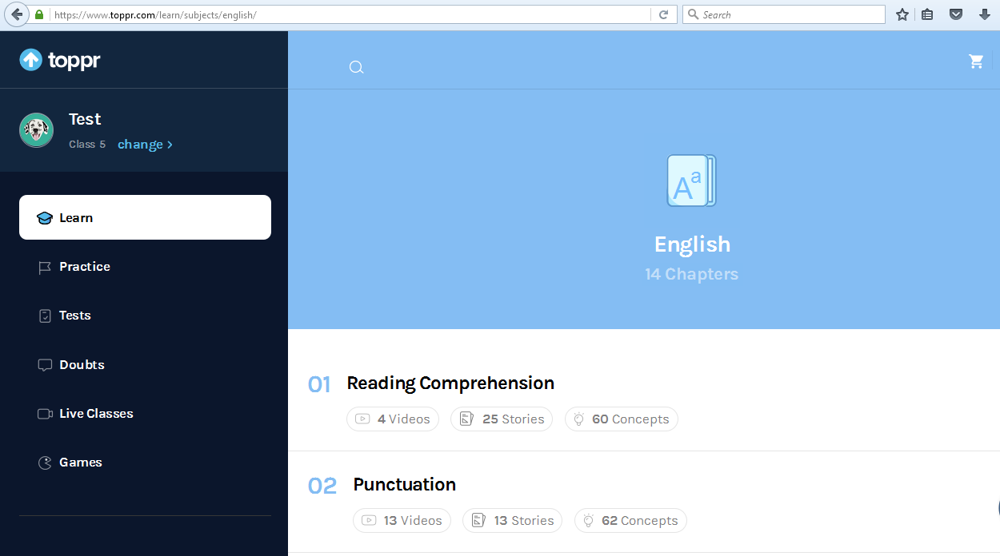 https://www.toppr.com/learn/subjects/english/
Search
toppr
Test
Class 5 change >
Learn
Practice
Tests
Doubts
Live Classes
Games
Aa
English
14 Chapters
01 Reading Comprehension
4 Videos 25 Stories 60 Concepts
02 Punctuation
13 Videos 13 Stories 62 Concepts